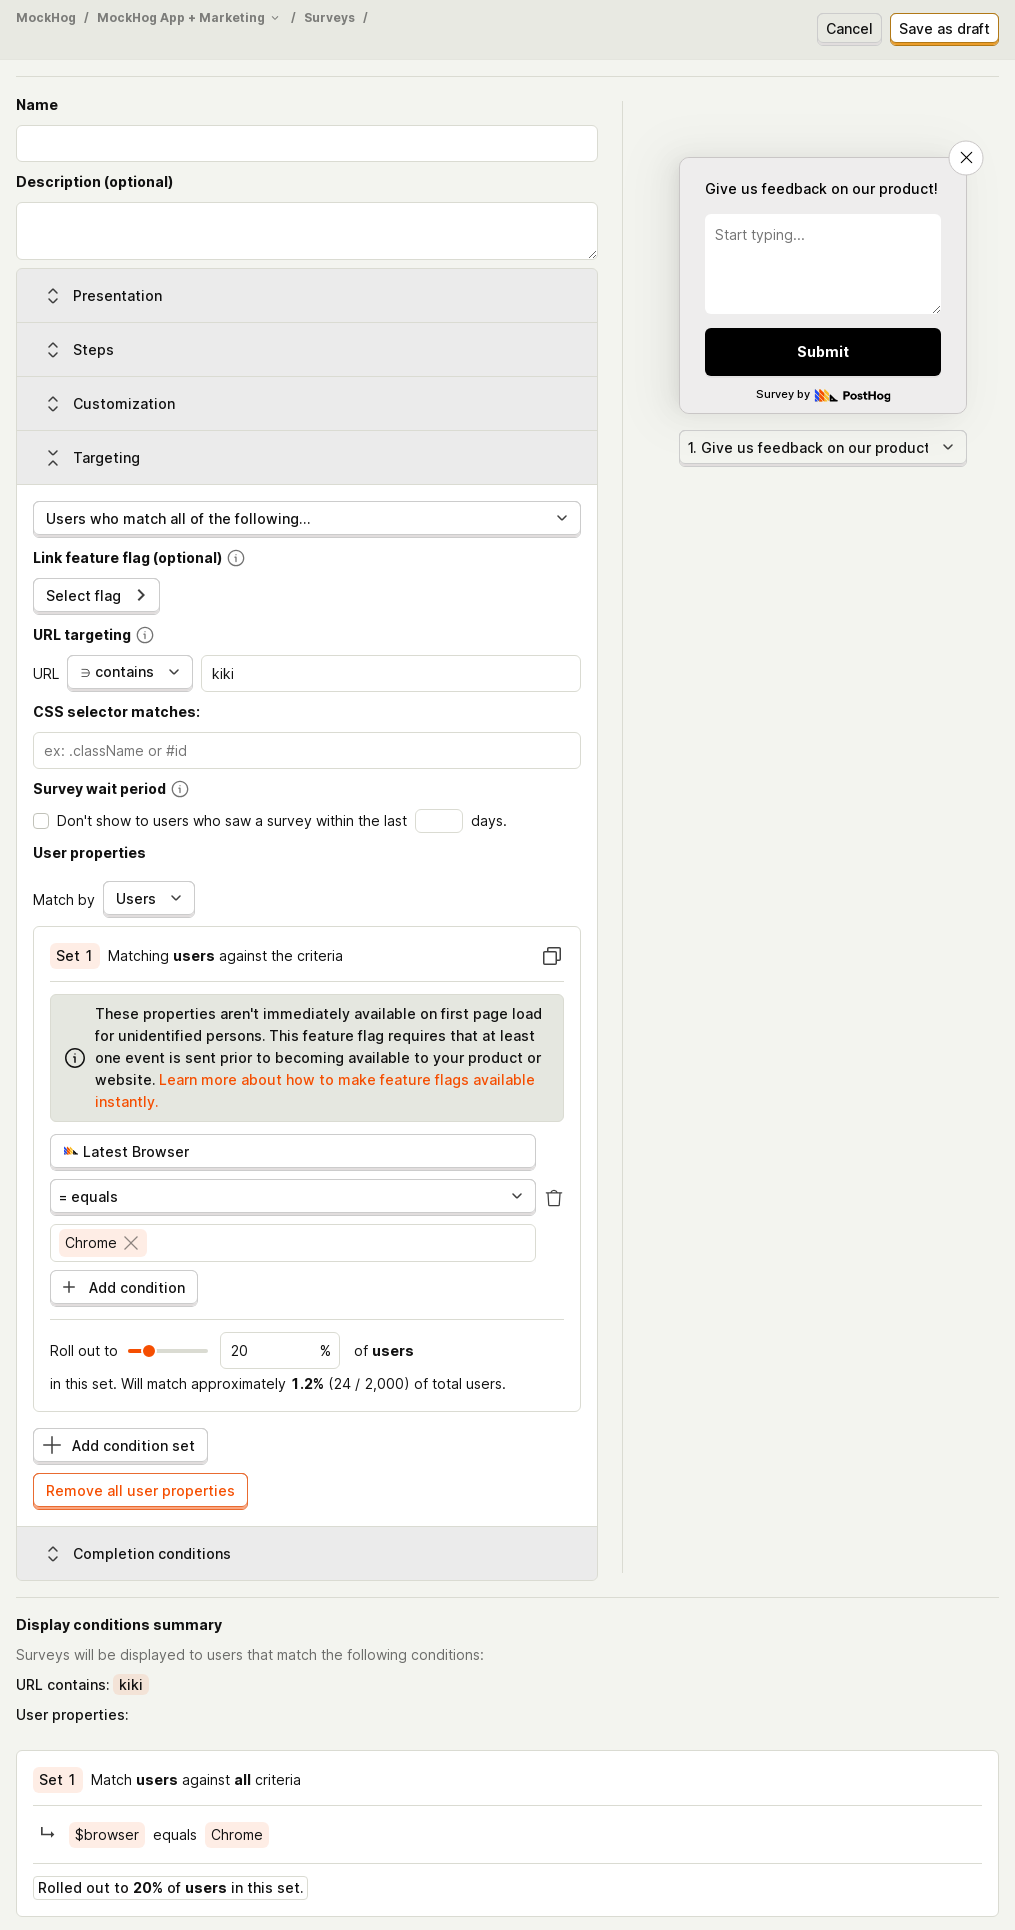 MockHog / MockHog App + Marketing / Surveys /
Cancel
Save as draft
Name
Description (optional)
Presentation
Steps
Customization
Targeting
Users who match all of the following...
Link feature flag (optional)
Select flag
URL targeting
URL
∋ contains
kiki
CSS selector matches:
ex: .className or #id
Survey wait period
Don't show to users who saw a survey within the last days.
User properties
Match by
Users
Set 1 Matching users against the criteria
These properties aren't immediately available on first page load
for unidentified persons. This feature flag requires that at least
one event is sent prior to becoming available to your product or
website. Learn more about how to make feature flags available
instantly.
Latest Browser
= equals
Chrome
Add condition
Roll out to 20 % of users
in this set. Will match approximately 1.2% (24 / 2,000) of total users.
Add condition set
Remove all user properties
Completion conditions
Give us feedback on our product!
Start typing...
Submit
Survey by PostHog
1. Give us feedback on our product
Display conditions summary
Surveys will be displayed to users that match the following conditions:
URL contains: kiki
User properties:
Set 1 Match users against all criteria
$browser equals Chrome
Rolled out to 20% of users in this set.